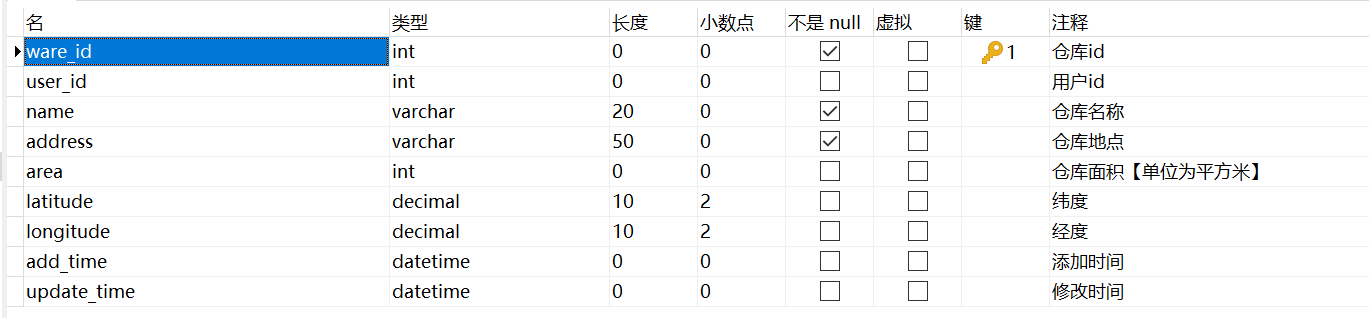 名 类型 长度 小数点 不是 null 虚拟 键 注释
ware_id int 0 0 1 仓库id
user_id int 0 0 用户id
name varchar 20 0 仓库名称
address varchar 50 0 仓库地点
area int 0 0 仓库面积【单位为平方米】
latitude decimal 10 2 纬度
longitude decimal 10 2 经度
add_time datetime 0 0 添加时间
update_time datetime 0 0 修改时间